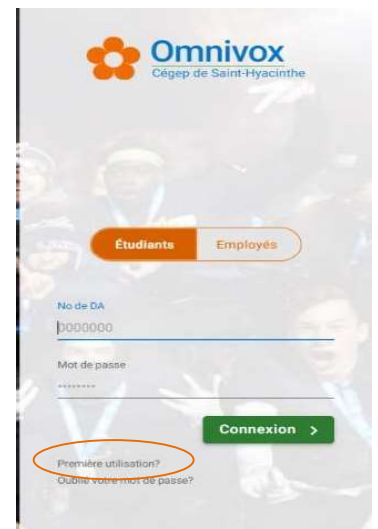 Omnivox
Cégep de Saint-Hyacinthe
Étudiants Employés
No de DA
0000000
Mot de passe
--------
Connexion >
Première utilisation?
Oublié votre mot de passe?